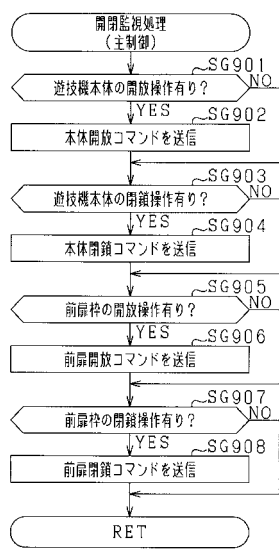 開閉監視処理
(主制御)
SG901
遊技機本体の開放操作有り?
NO
YES
SG902
本体開放コマンドを送信
SG903
遊技機本体の閉鎖操作有り?
NO
YES
SG904
本体閉鎖コマンドを送信
SG905
前扉枠の開放操作有り?
NO
YES
SG906
前扉開放コマンドを送信
SG907
前扉枠の閉鎖操作有り?
NO
YES
SG908
前扉閉鎖コマンドを送信
RET